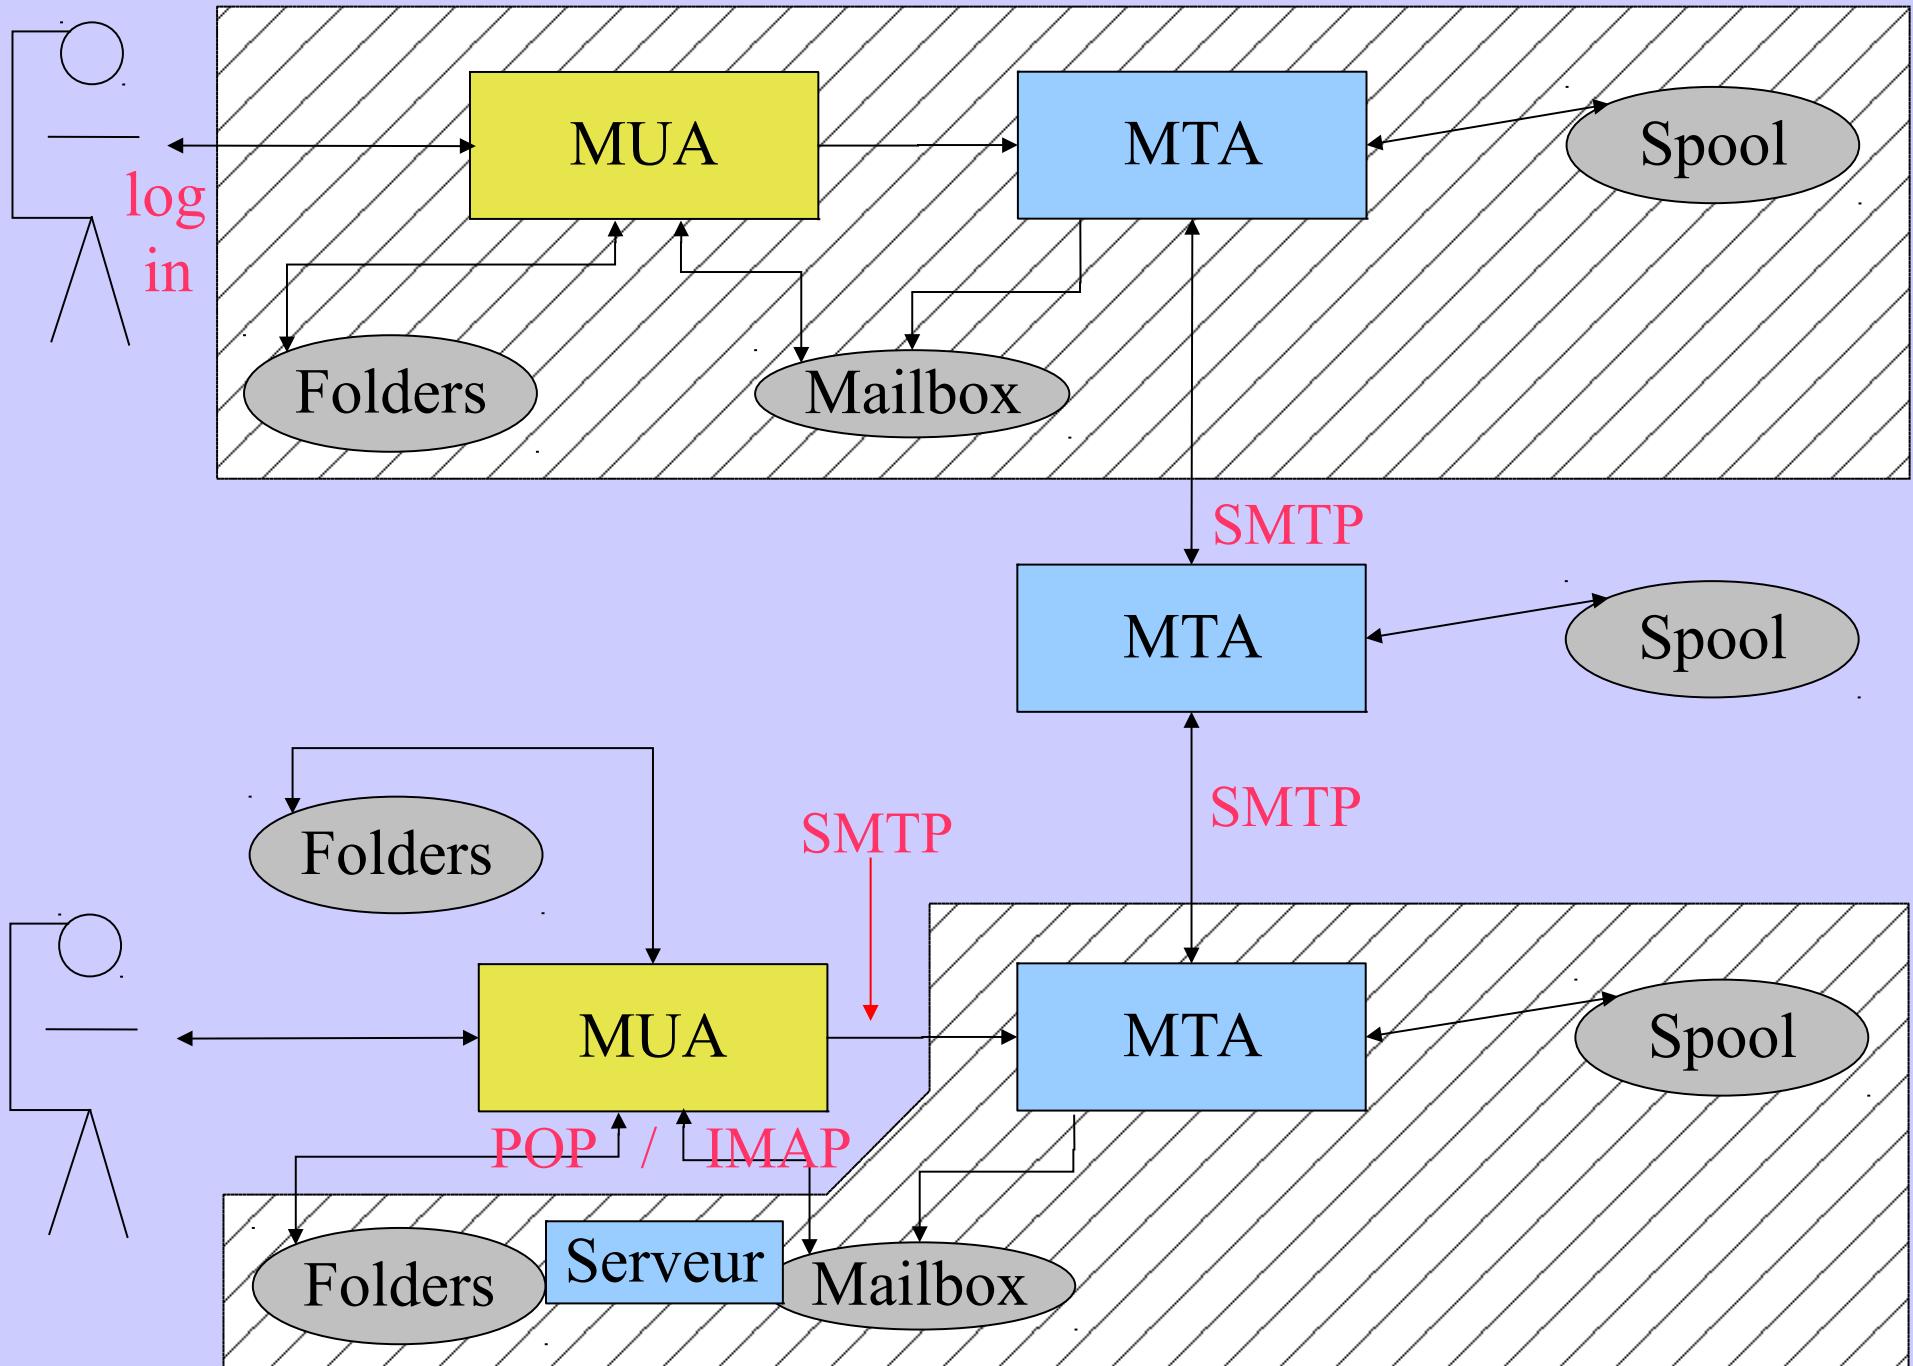 MUA
MTA
Spool
log
in
Folders
Mailbox
SMTP
MTA
Spool
SMTP
SMTP
Folders
MUA
MTA
Spool
POP / IMAP
Serveur
Folders
Mailbox